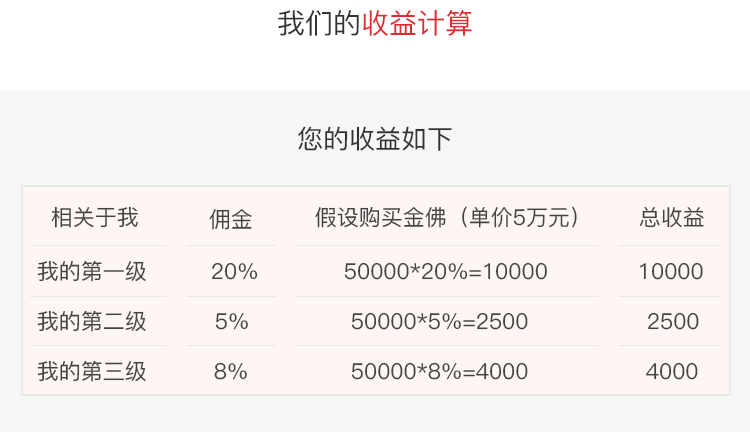 我们的收益计算
您的收益如下
相关于我 佣金 假设购买金佛（单价5万元） 总收益
我的第一级 20% 50000*20%=10000 10000
我的第二级 5% 50000*5%=2500 2500
我的第三级 8% 50000*8%=4000 4000